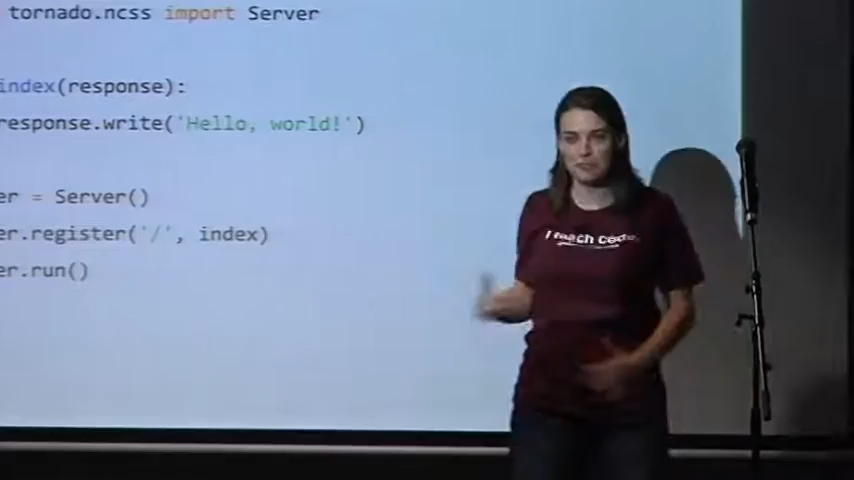 tornado.ncss import Server
index(response):
response.write('Hello, world!')
er = Server()
er.register('/', index)
er.run()
I teach code.